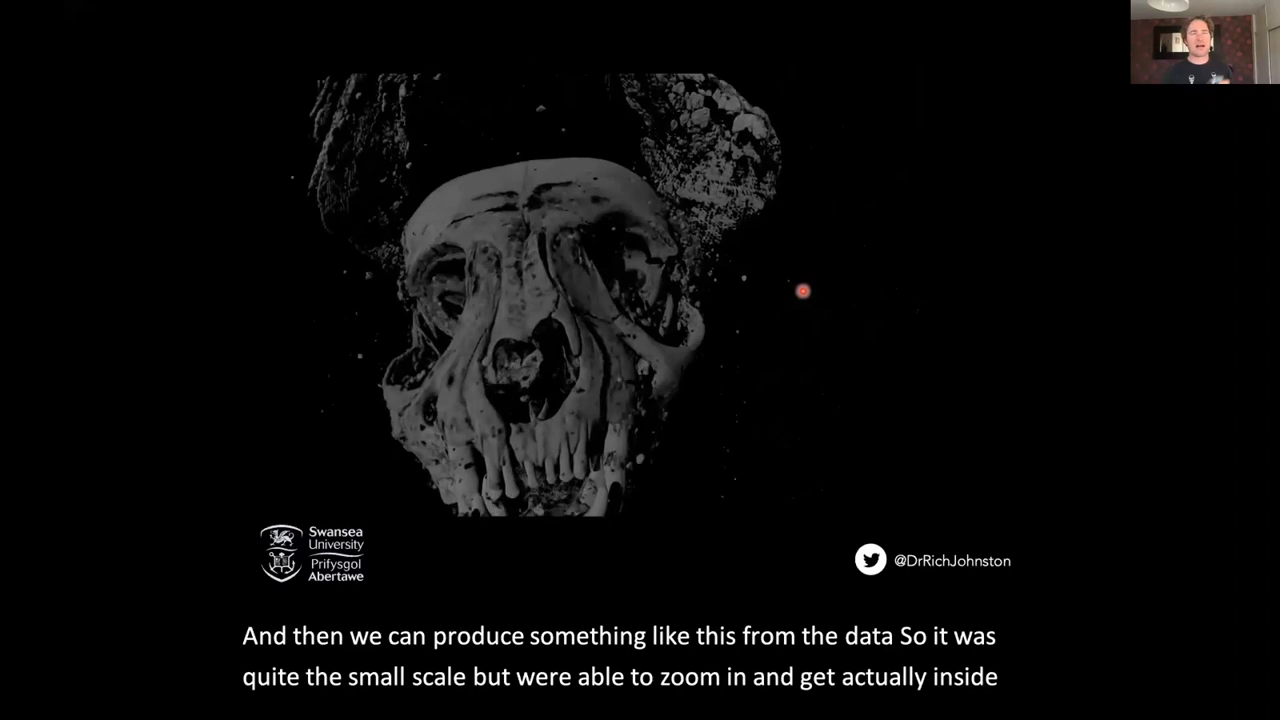 Swansea
University
Prifysgol
Abertawe
@DrRichJohnston
And then we can produce something like this from the data So it was
quite the small scale but were able to zoom in and get actually inside